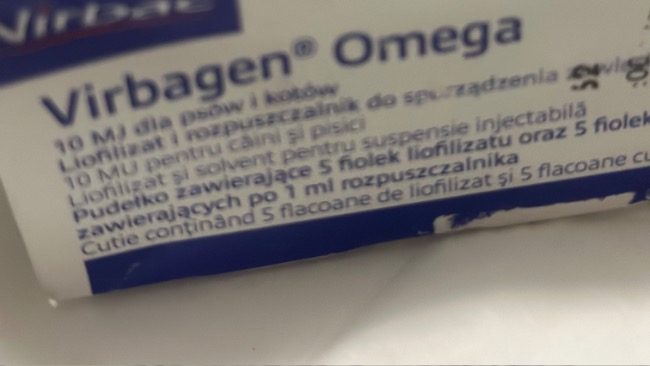 Virbac
Virbagen® Omega
10 MJ dla psów i kotów
Liofilizat i rozpuszczalnik do sporządzenia
10 MU pentru câini și pisici
Liofilizat și solvent pentru suspensie injectabilă
Pudełko zawierające 5 fiolek liofilizatu oraz 5 fiolek
zawierających po 1 ml rozpuszczalnika
Cutie conținând 5 flacoane de liofilizat și 5 flacoane cu